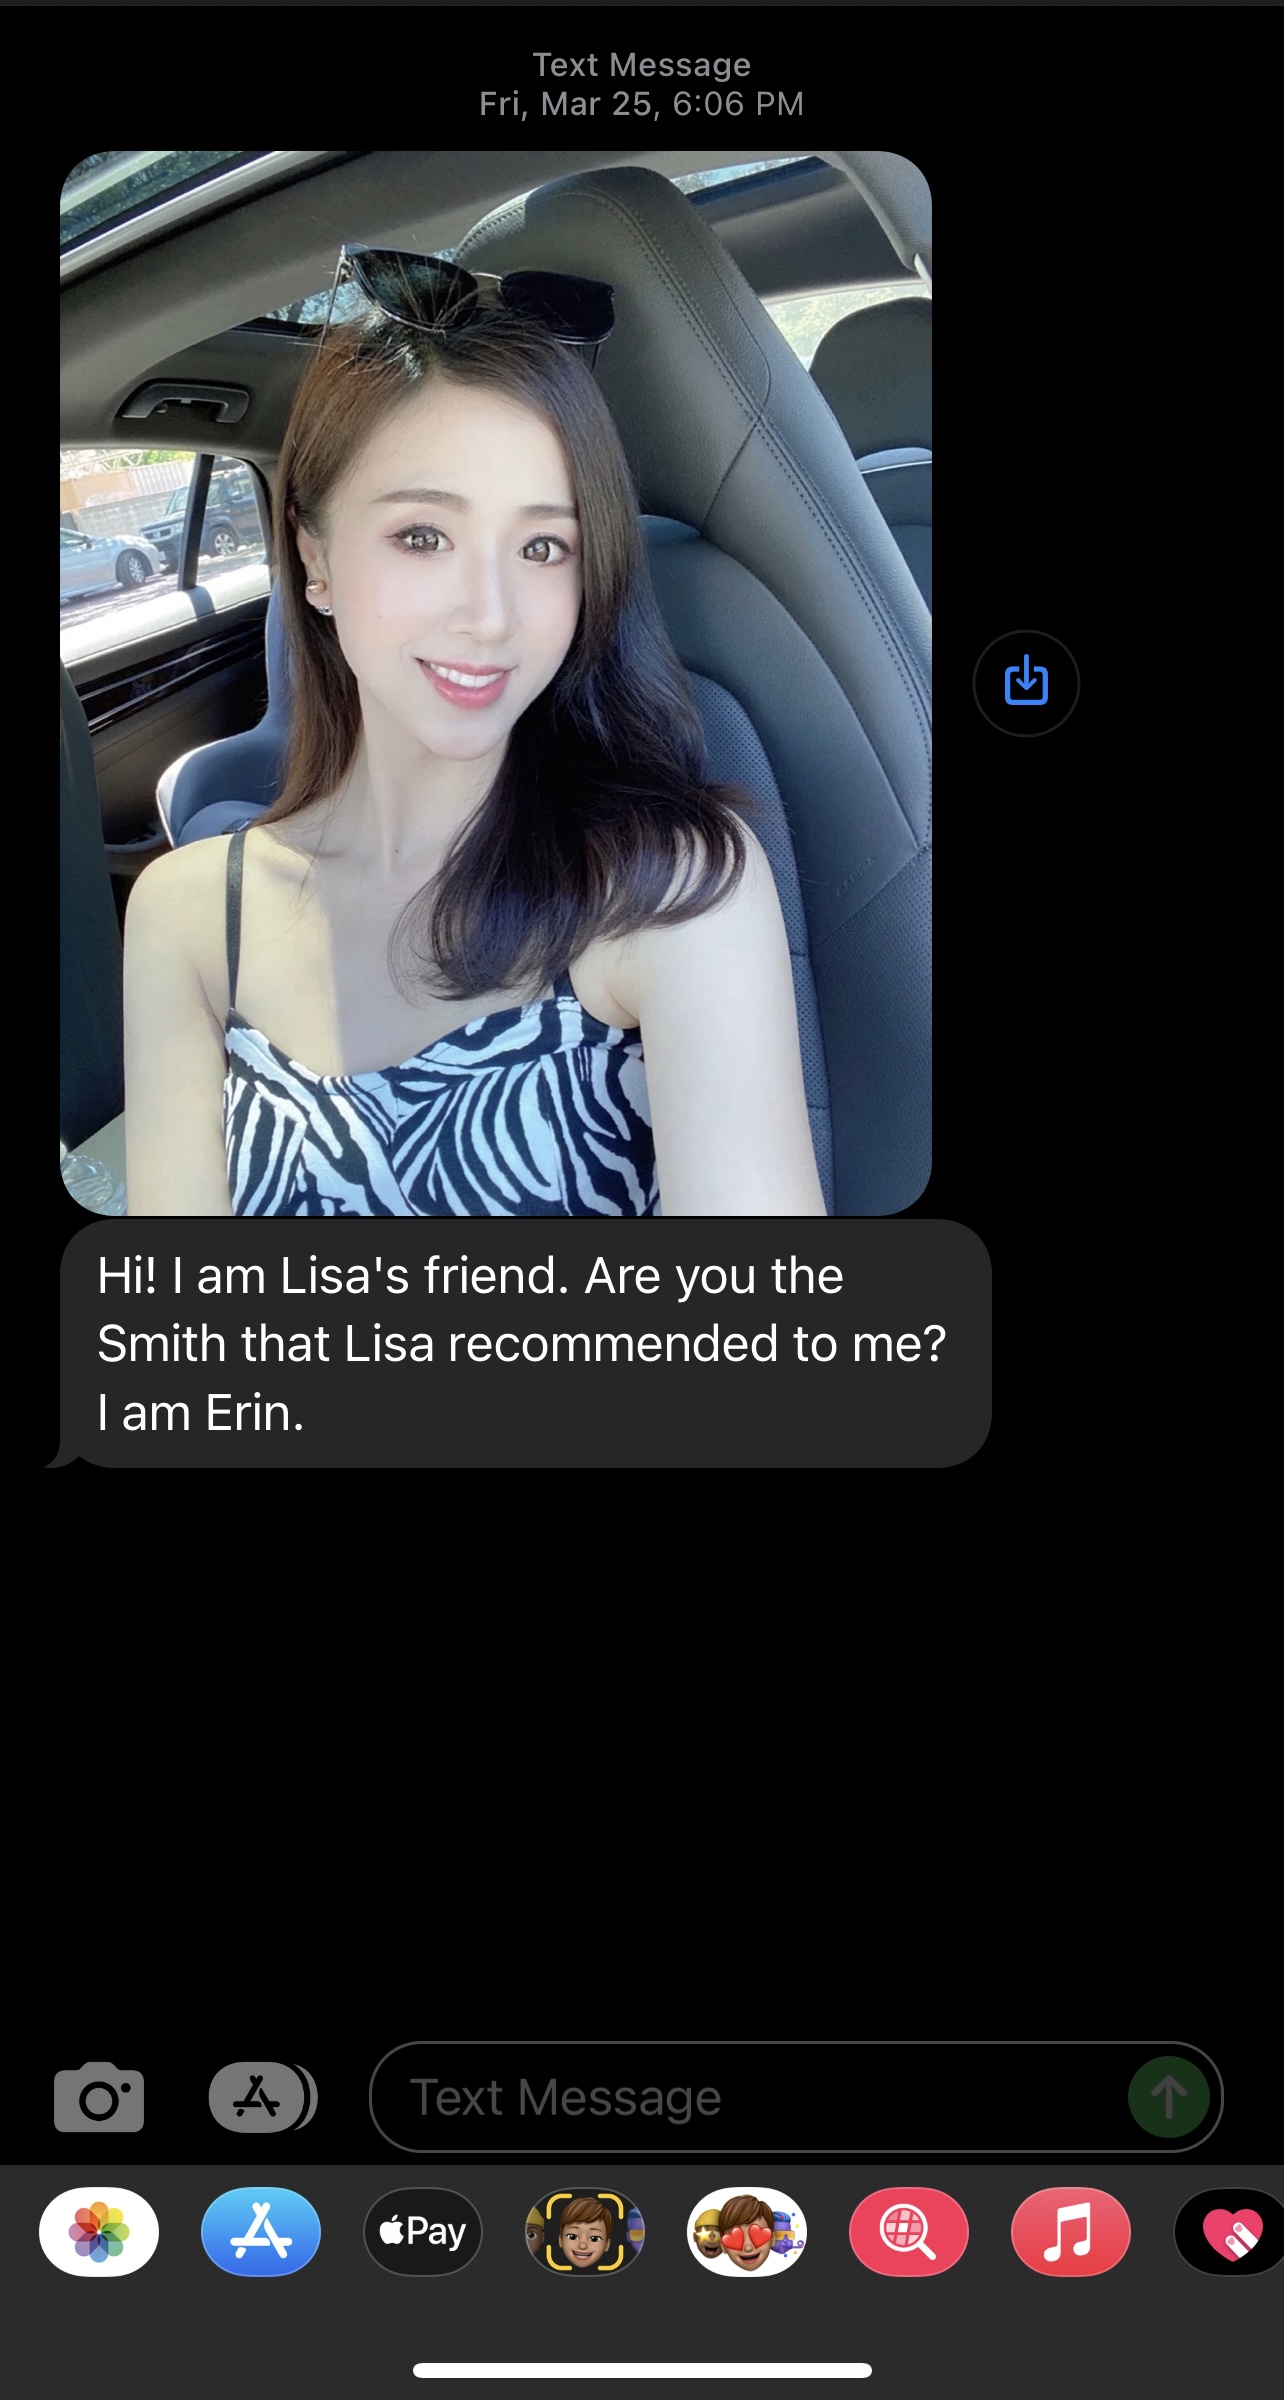 Text Message
Fri, Mar 25, 6:06 PM
Hi! I am Lisa's friend. Are you the
Smith that Lisa recommended to me?
I am Erin.
Text Message
Pay